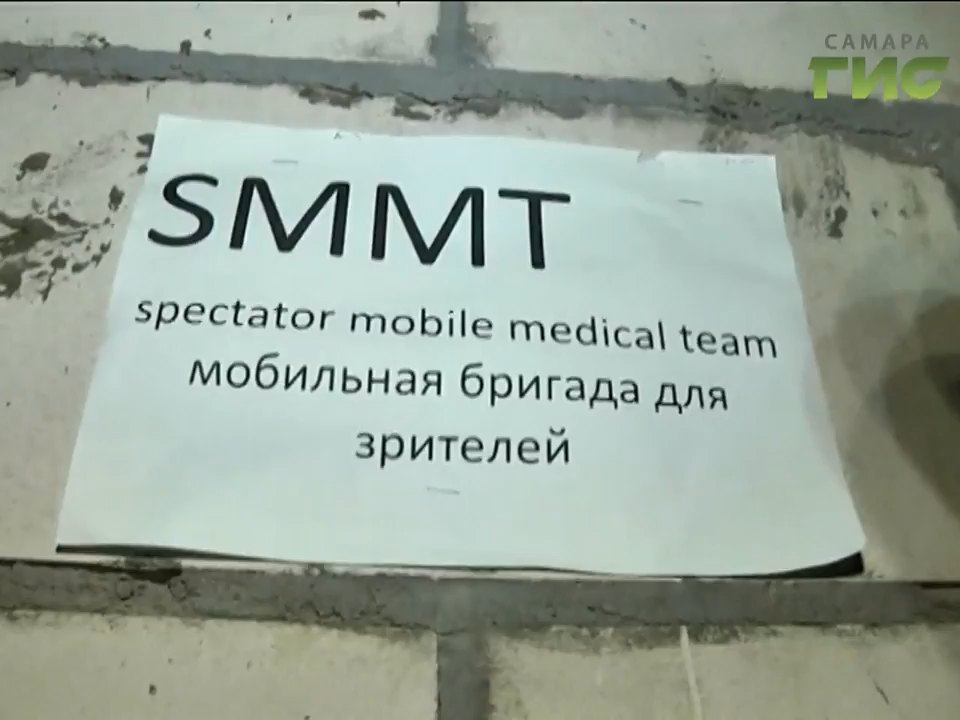 САМАРА
ГИС
SMMT
spectator mobile medical team
мобильная бригада для
зрителей